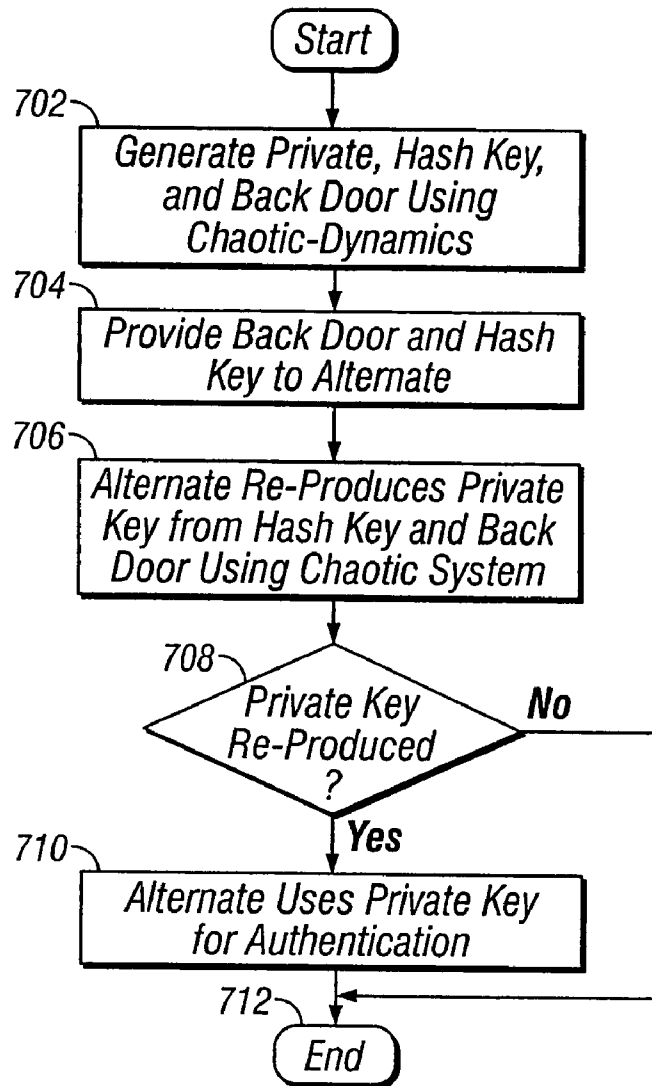 Start
702
Generate Private, Hash Key,
and Back Door Using
Chaotic-Dynamics
704
Provide Back Door and Hash
Key to Alternate
706
Alternate Re-Produces Private
Key from Hash Key and Back
Door Using Chaotic System
708
Private Key
Re-Produced
?
No
Yes
710
Alternate Uses Private Key
for Authentication
712
End